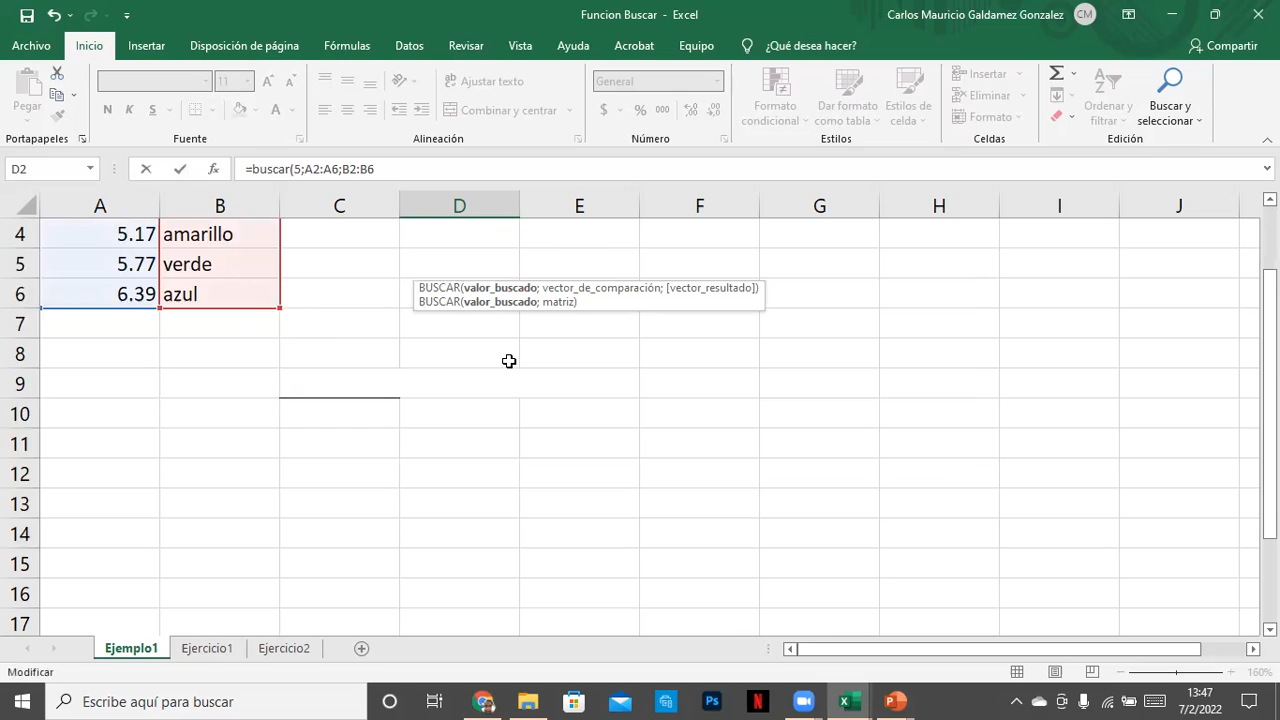 Funcion Buscar - Excel
Carlos Mauricio Galdamez Gonzalez CM
Archivo Inicio Insertar Disposición de página Fórmulas Datos Revisar Vista Ayuda Acrobat Equipo ¿Qué desea hacer? Compartir
Pegar
11
N K S A
Ajustar texto
Combinar y centrar
General
$ % 000
Formato condicional
Dar formato como tabla
Estilos de celda
Insertar
Eliminar
Formato
Ordenar y filtrar
Buscar y seleccionar
Portapapeles Fuente Alineación Número Estilos Celdas Edición
D2 fx =buscar(5;A2:A6;B2:B6
A B C D E F G H I J
4 5.17 amarillo
5 5.77 verde
6 6.39 azul
BUSCAR(valor_buscado; vector_de_comparación; [vector_resultado])
BUSCAR(valor_buscado; matriz)
7
8
9
10
11
12
13
14
15
16
17
Ejemplo1 Ejercicio1 Ejercicio2
Modificar 160%
Escribe aquí para buscar
Ps N
13:47
7/2/2022